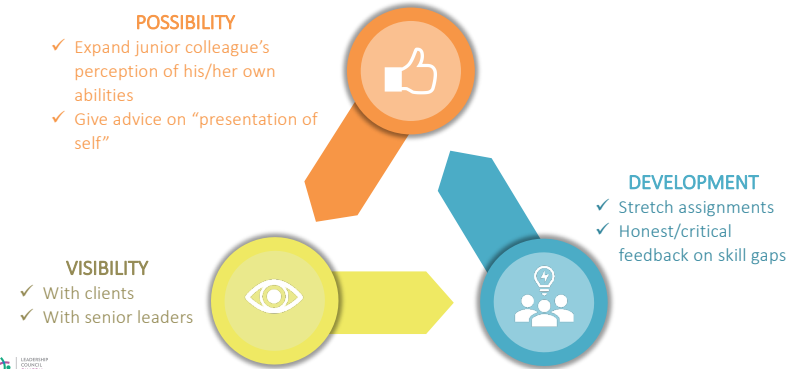 POSSIBILITY
✓ Expand junior colleague's
perception of his/her own
abilities
✓ Give advice on “presentation of
self”
DEVELOPMENT
✓ Stretch assignments
✓ Honest/critical
feedback on skill gaps
VISIBILITY
✓ With clients
✓ With senior leaders
LEADERSHIP
COUNCIL